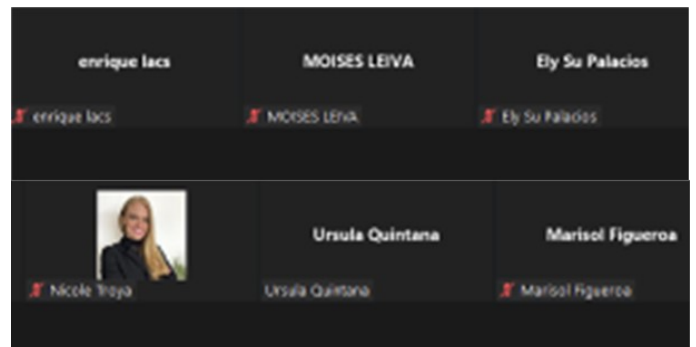 enrique lacs
MOISES LEIVA
Ely Su Palacios
enrique lacs
MOISES LEIVA
Ely Su Palacios
Ursula Quintana
Marisol Figueroa
Nicole Troya
Ursula Quintana
Marisol Figueroa